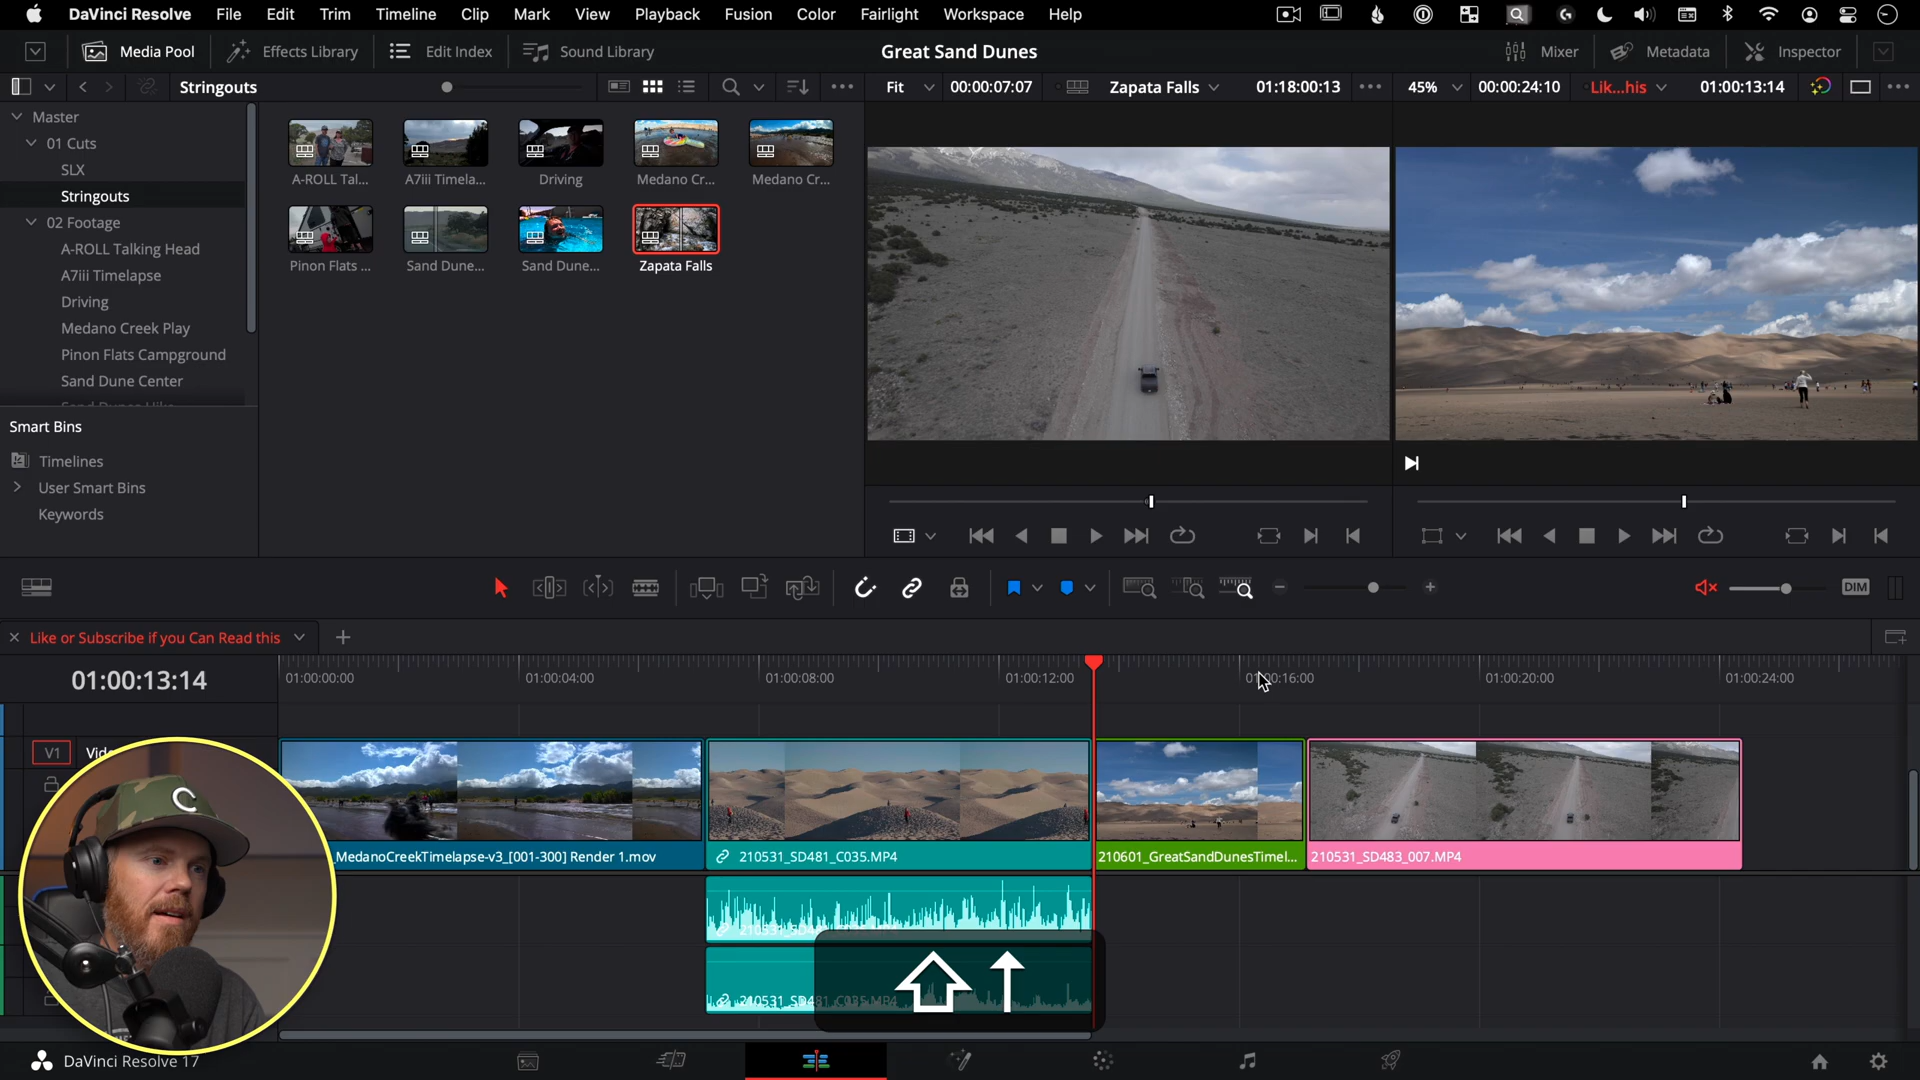 DaVinci Resolve File Edit Trim Timeline Clip Mark View Playback Fusion Color Fairlight Workspace Help
Media Pool Effects Library Edit Index Sound Library Great Sand Dunes Mixer Metadata Inspector
Stringouts Fit 00:00:07:07 Zapata Falls 01:18:00:13 45% 00:00:24:10 Lik...his 01:00:13:14
Master
01 Cuts
SLX
Stringouts
02 Footage
A-ROLL Talking Head
A7iii Timelapse
Driving
Medano Creek Play
Pinon Flats Campground
Sand Dune Center
A-ROLL Tal... A7iii Timela... Driving Medano Cr... Medano Cr...
Pinon Flats ... Sand Dune... Sand Dune... Zapata Falls
Smart Bins
Timelines
User Smart Bins
Keywords
DIM
Like or Subscribe if you Can Read this
01:00:13:14
01:00:00:00 01:00:04:00 01:00:08:00 01:00:12:00 01:00:16:00 01:00:20:00 01:00:24:00
V1
_MedanoCreekTimelapse-v3_[001-300] Render 1.mov 210531_SD481_C035.MP4 210601_GreatSandDunesTimel... 210531_SD483_007.MP4
210531_SD481_C035.MP4
DaVinci Resolve 17